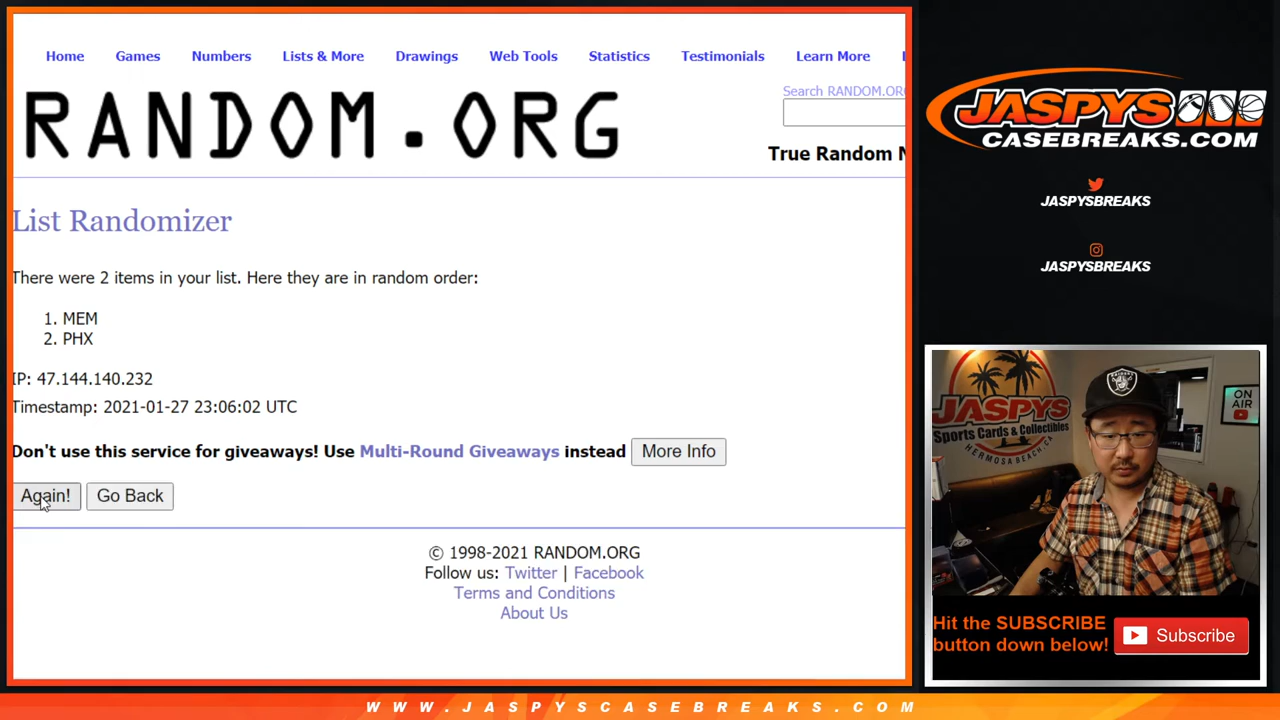 Home Games Numbers Lists & More Drawings Web Tools Statistics Testimonials Learn More
Search RANDOM.ORG
RANDOM.ORG
True Random N
List Randomizer
There were 2 items in your list. Here they are in random order:
1. MEM
2. PHX
IP: 47.144.140.232
Timestamp: 2021-01-27 23:06:02 UTC
Don't use this service for giveaways! Use Multi-Round Giveaways instead More Info
Again! Go Back
© 1998-2021 RANDOM.ORG
Follow us: Twitter | Facebook
Terms and Conditions
About Us
JASPYS
CASEBREAKS.COM
JASPYSBREAKS
JASPYSBREAKS
JASPYS
Sports Cards & Collectibles
HERMOSA BEACH, CA
RAIDERS
ON
AIR
Hit the SUBSCRIBE
button down below!
Subscribe
WWW.JASPYSCASEBREAKS.COM